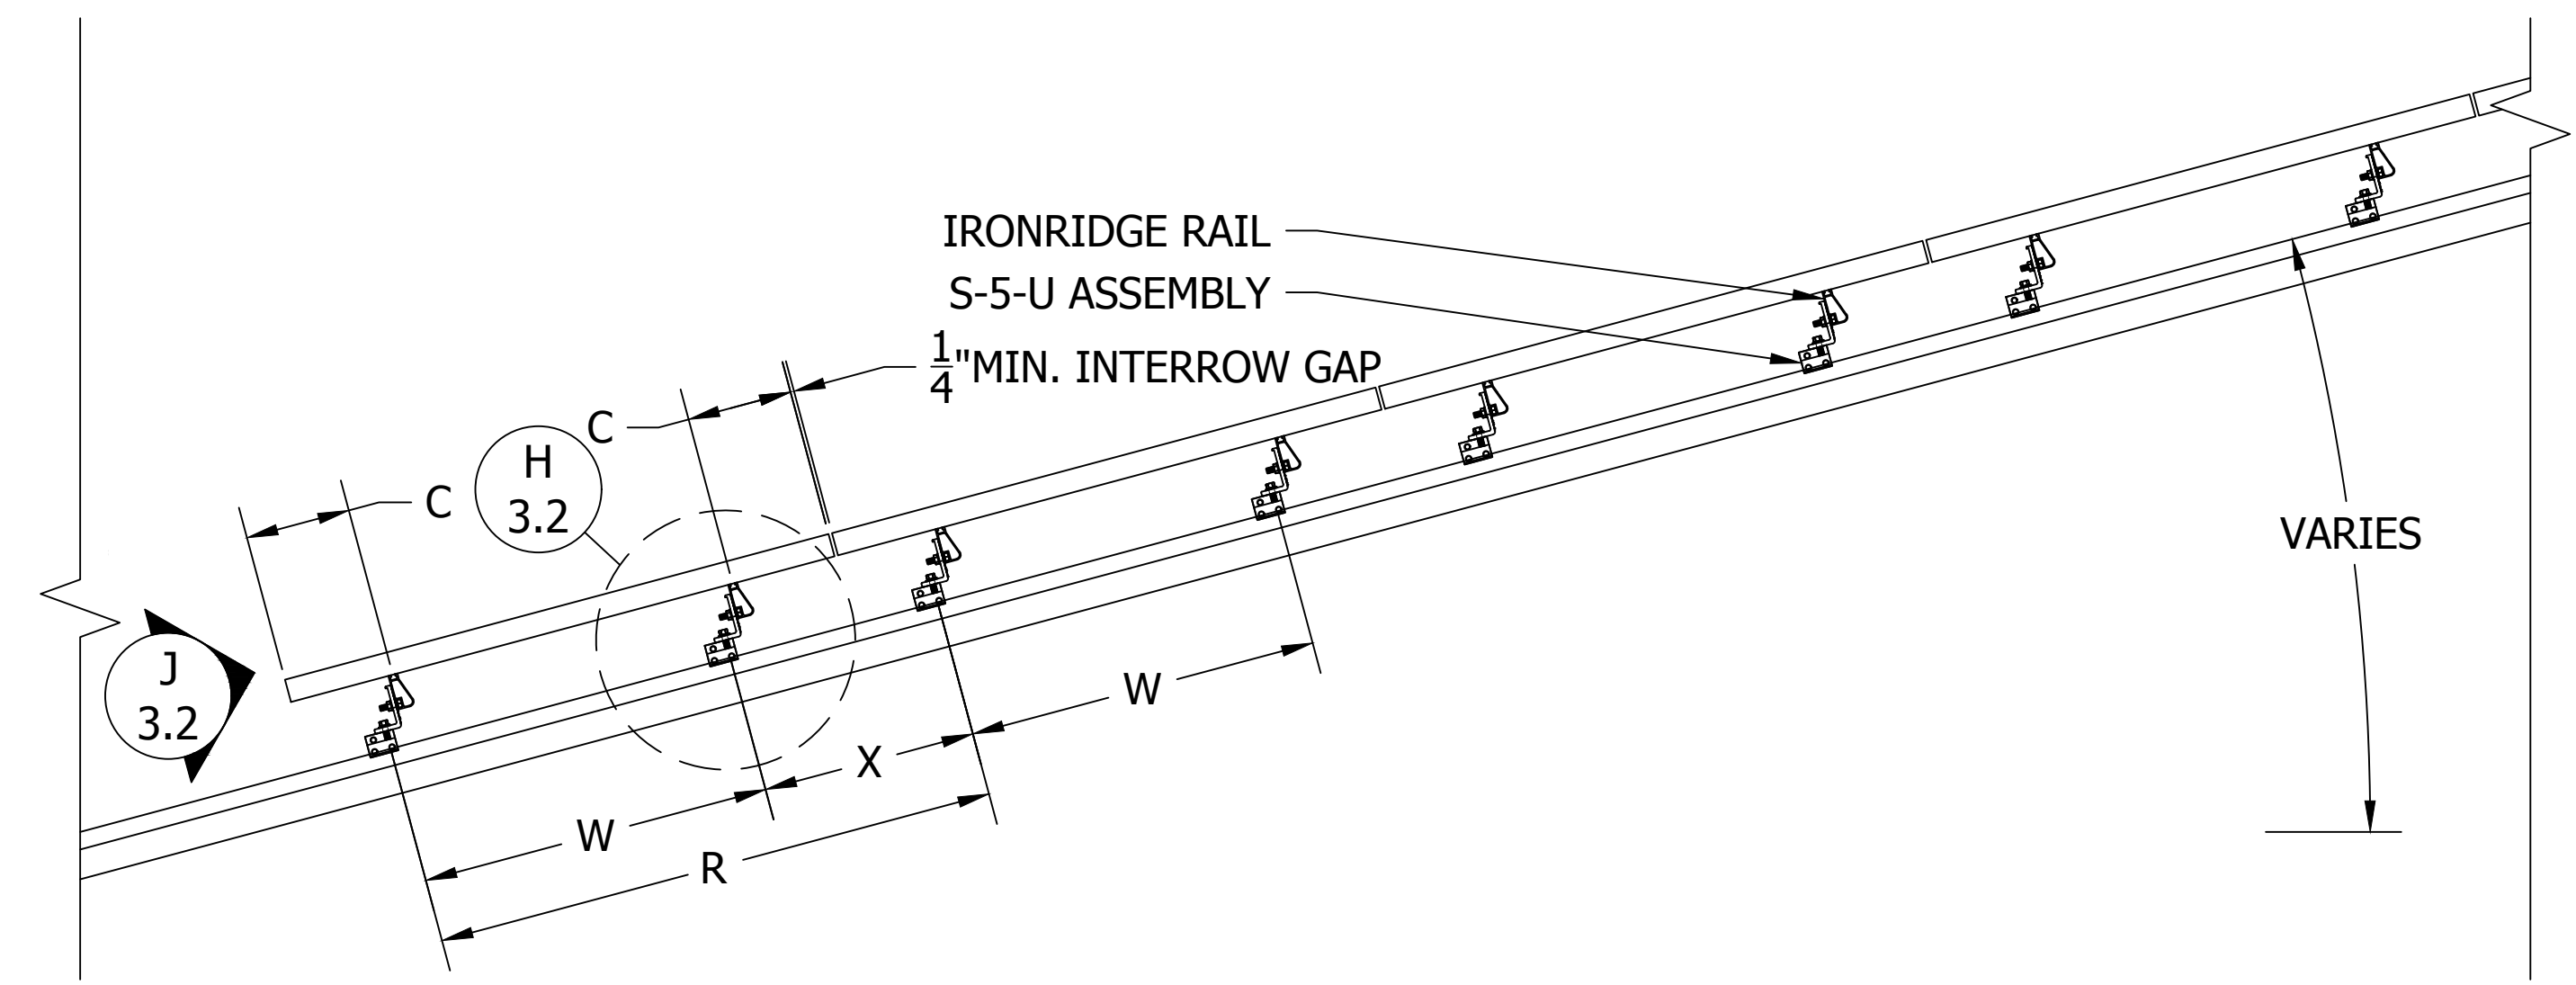 IRONRIDGE RAIL
S-5-U ASSEMBLY
1/4"MIN. INTERROW GAP
C
H
3.2
C
VARIES
J
3.2
W
X
W
R